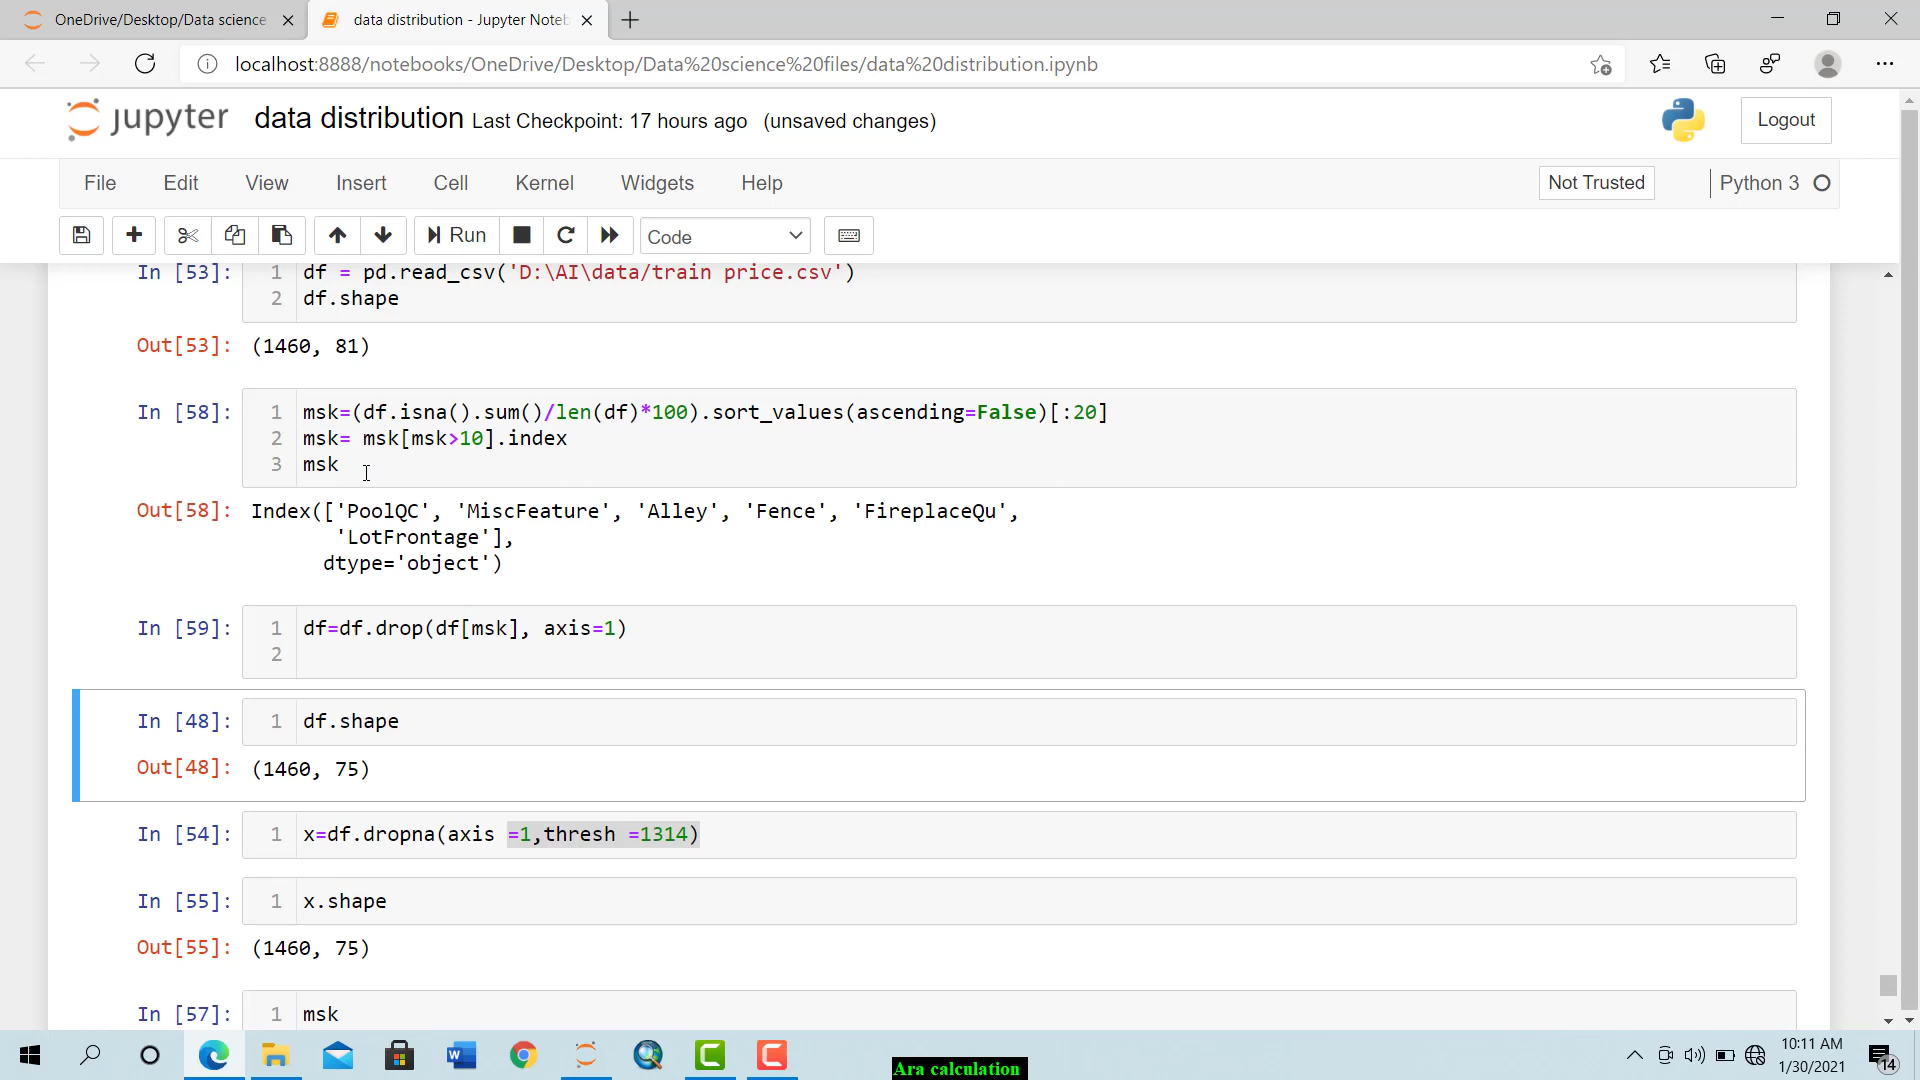 OneDrive/Desktop/Data science
data distribution - Jupyter Noteb
localhost:8888/notebooks/OneDrive/Desktop/Data%20science%20files/data%20distribution.ipynb
jupyter data distribution Last Checkpoint: 17 hours ago (unsaved changes)
Logout
File Edit View Insert Cell Kernel Widgets Help
Not Trusted
Python 3
Run
Code
In [53]: 1 df = pd.read_csv('D:\AI\data/train price.csv')
2 df.shape
Out[53]: (1460, 81)
In [58]: 1 msk=(df.isna().sum()/len(df)*100).sort_values(ascending=False)[:20]
2 msk= msk[msk>10].index
3 msk
Out[58]: Index(['PoolQC', 'MiscFeature', 'Alley', 'Fence', 'FireplaceQu',
'LotFrontage'],
dtype='object')
In [59]: 1 df=df.drop(df[msk], axis=1)
2
In [48]: 1 df.shape
Out[48]: (1460, 75)
In [54]: 1 x=df.dropna(axis =1,thresh =1314)
In [55]: 1 x.shape
Out[55]: (1460, 75)
In [57]: 1 msk
Ara calculation
10:11 AM
1/30/2021
14